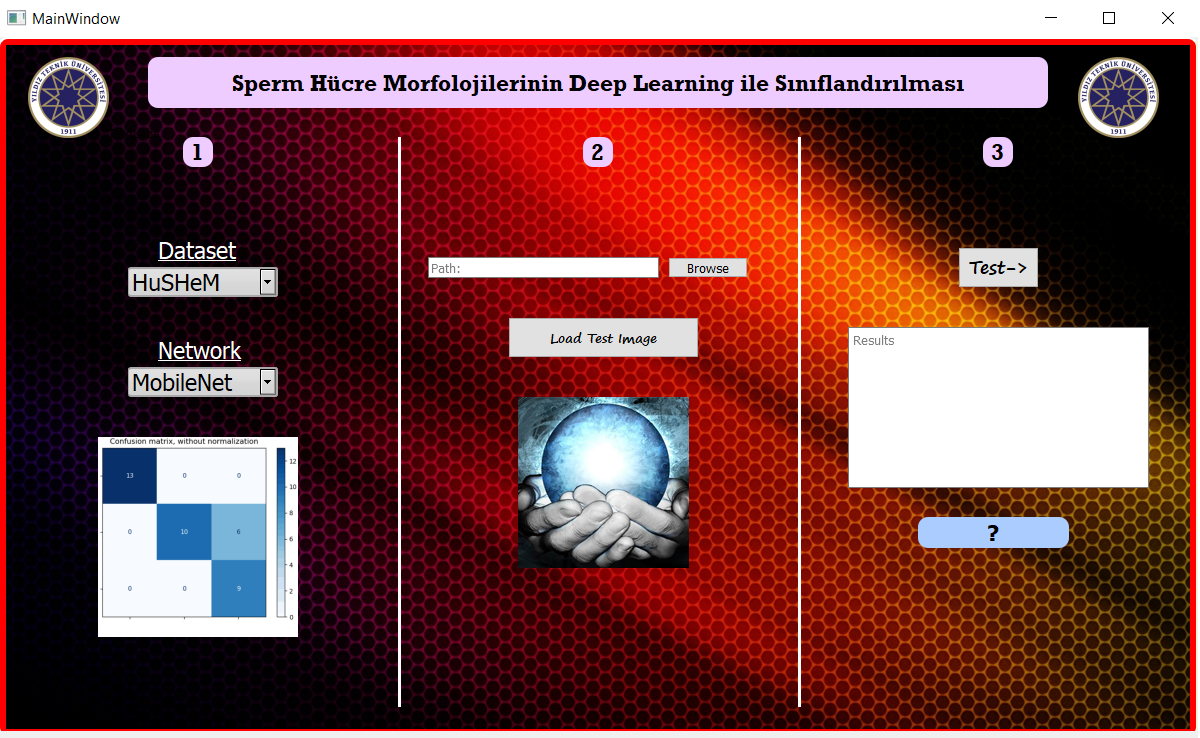 MainWindow
YILDIZ TEKNİK ÜNİVERSİTESİ
1911
Sperm Hücre Morfolojilerinin Deep Learning ile Sınıflandırılması
YILDIZ TEKNİK ÜNİVERSİTESİ
1911
1
2
3
Dataset
HuSHeM
Network
MobileNet
Confusion matrix, without normalization
13 0 0
0 10 6
0 0 9
12
10
8
6
4
2
0
Path:
Browse
Load Test Image
Test->
Results
?